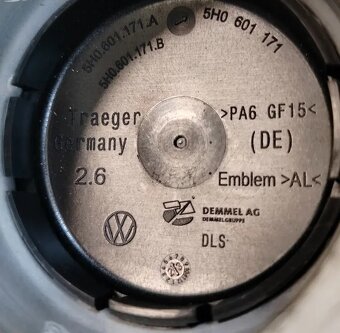 5H0.601.171.A
5H0.601.171.B
5H0 601 171
Traeger
Germany
>PA6 GF15<
(DE)
2.6
Emblem >AL<
DEMMEL AG
DEMMELGRUPPE
DLS